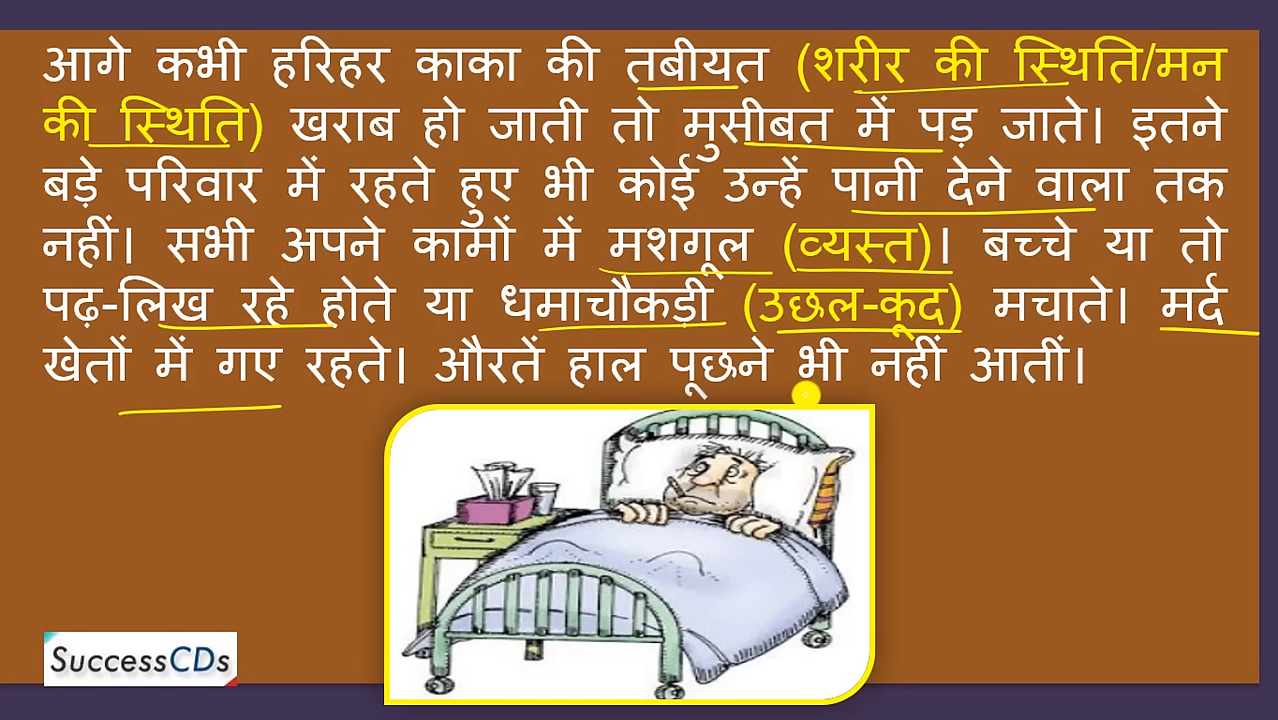 आगे कभी हरिहर काका की तबीयत (शरीर की स्थिति/मन
की स्थिति) खराब हो जाती तो मुसीबत में पड़ जाते। इतने
बड़े परिवार में रहते हुए भी कोई उन्हें पानी देने वाला तक
नहीं। सभी अपने कामों में मशगूल (व्यस्त)। बच्चे या तो
पढ़-लिख रहे होते या धमाचौकड़ी (उछल-कूद) मचाते। मर्द
खेतों में गए रहते। औरतें हाल पूछने भी नहीं आतीं।
SuccessCDs